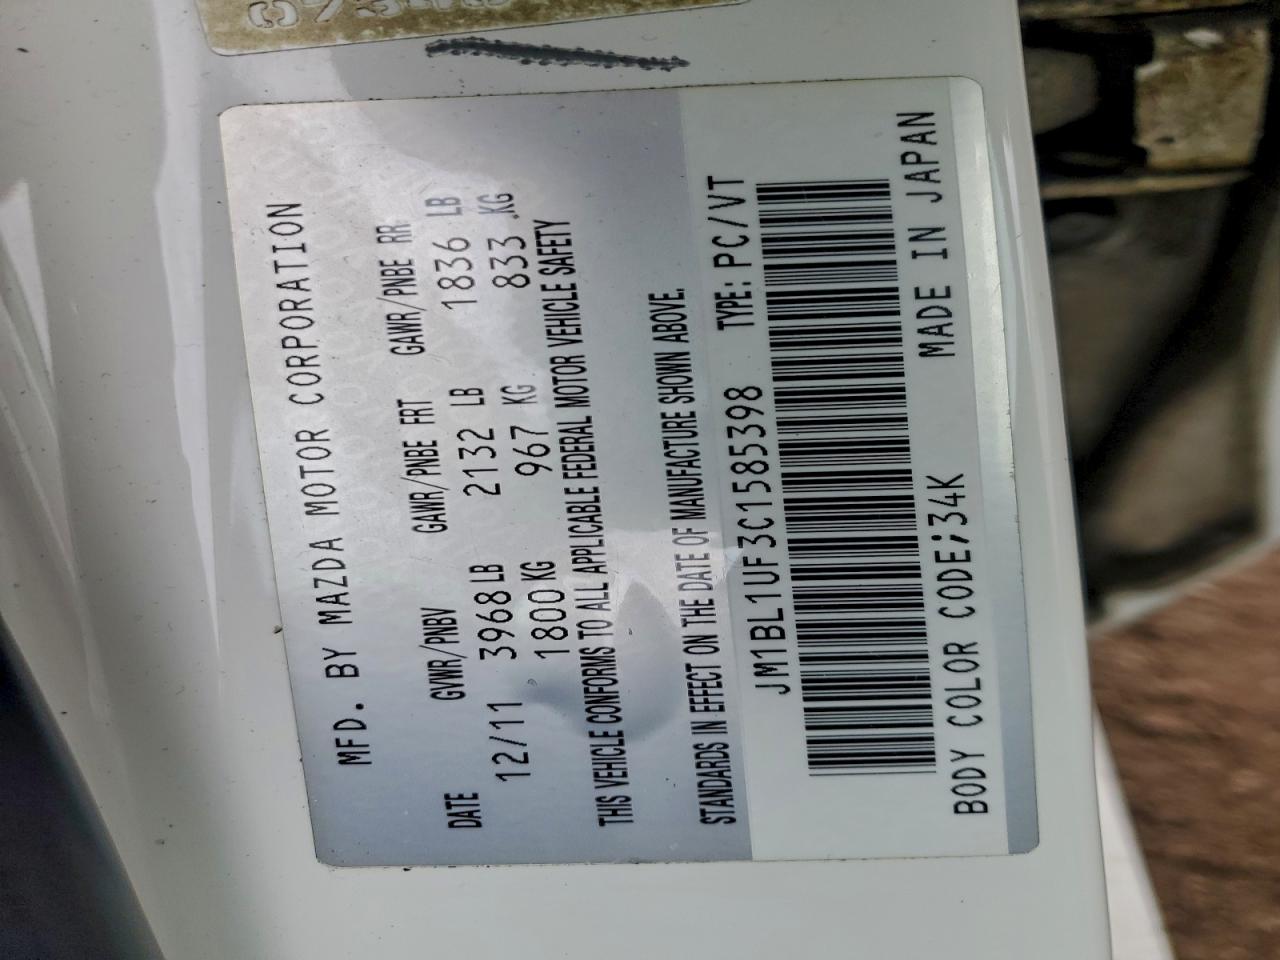 MFD. BY MAZDA MOTOR CORPORATION
DATE GVWR/PNBV GAWR/PNBE FRT GAWR/PNBE RR
12/11 3968 LB 2132 LB 1836 LB
1800 KG 967 KG 833 KG
THIS VEHICLE CONFORMS TO ALL APPLICABLE FEDERAL MOTOR VEHICLE SAFETY
STANDARDS IN EFFECT ON THE DATE OF MANUFACTURE SHOWN ABOVE.
JM1BL1UF3C1585398 TYPE: PC/VT
BODY COLOR CODE;34K MADE IN JAPAN